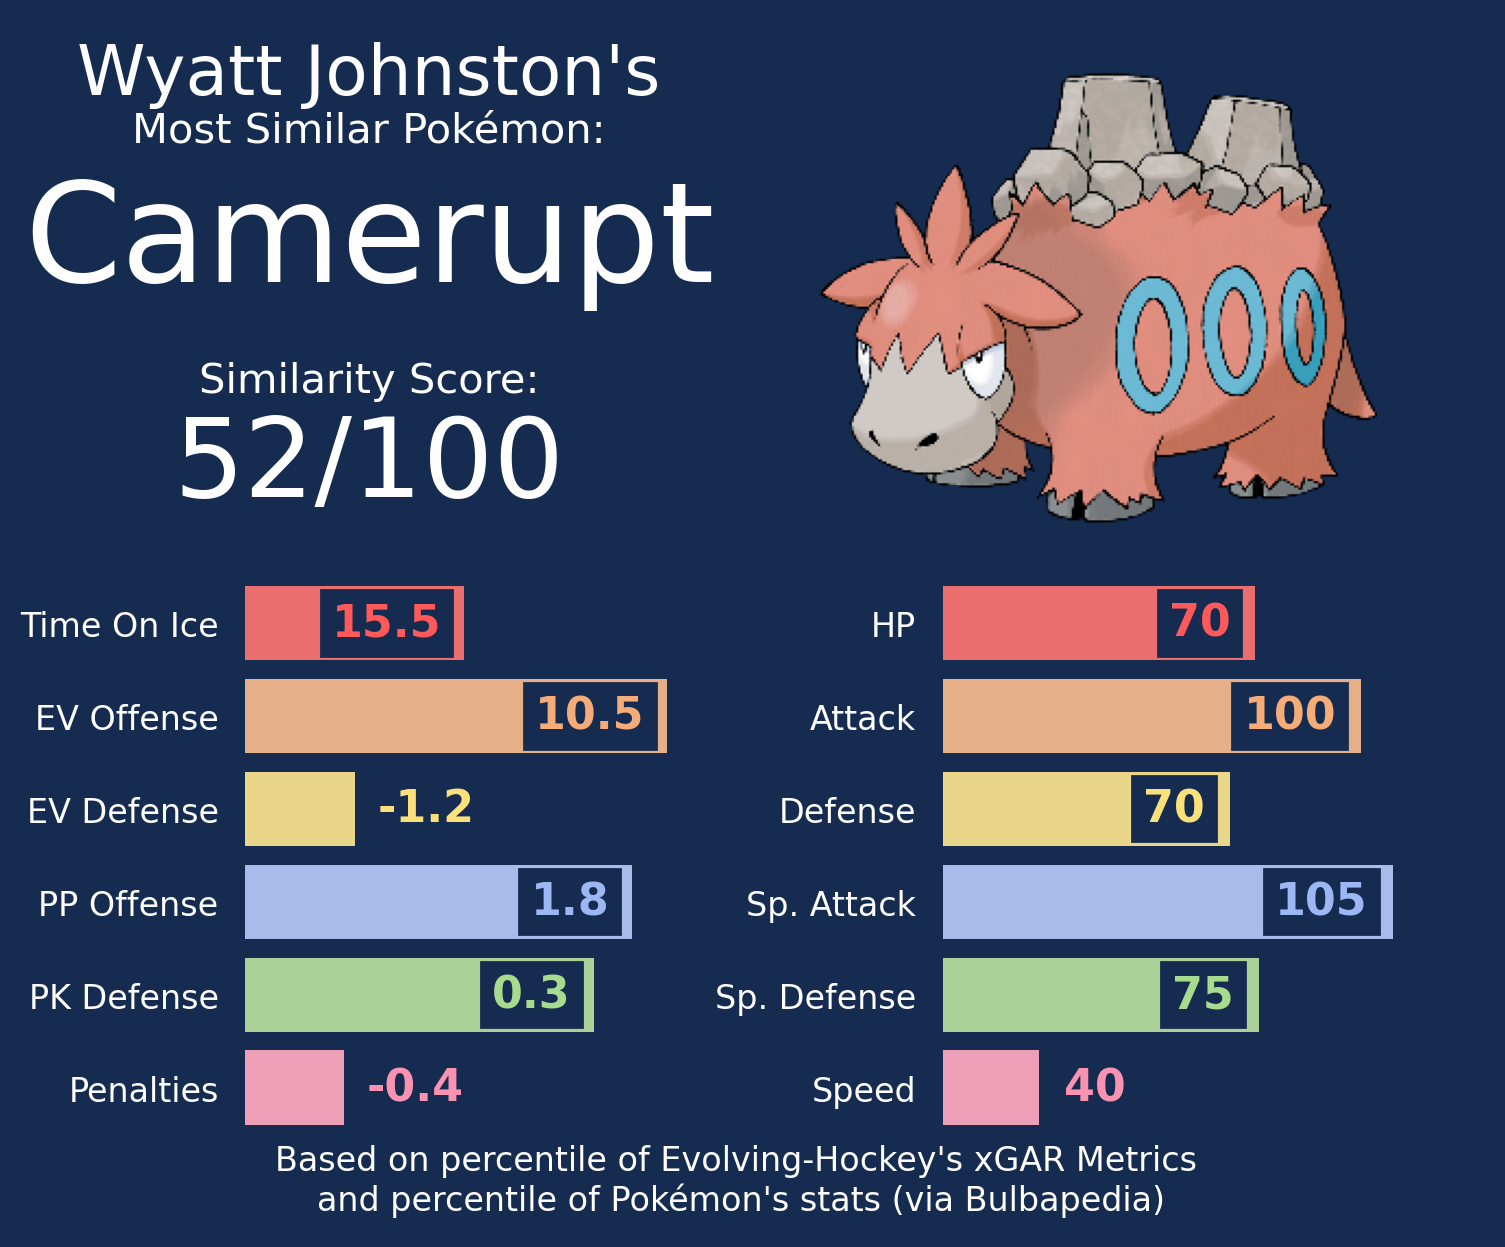 Wyatt Johnston's
Most Similar Pokémon:
Camerupt
Similarity Score:
52/100
Time On Ice 15.5
EV Offense 10.5
EV Defense -1.2
PP Offense 1.8
PK Defense 0.3
Penalties -0.4
HP 70
Attack 100
Defense 70
Sp. Attack 105
Sp. Defense 75
Speed 40
Based on percentile of Evolving-Hockey's xGAR Metrics
and percentile of Pokémon's stats (via Bulbapedia)